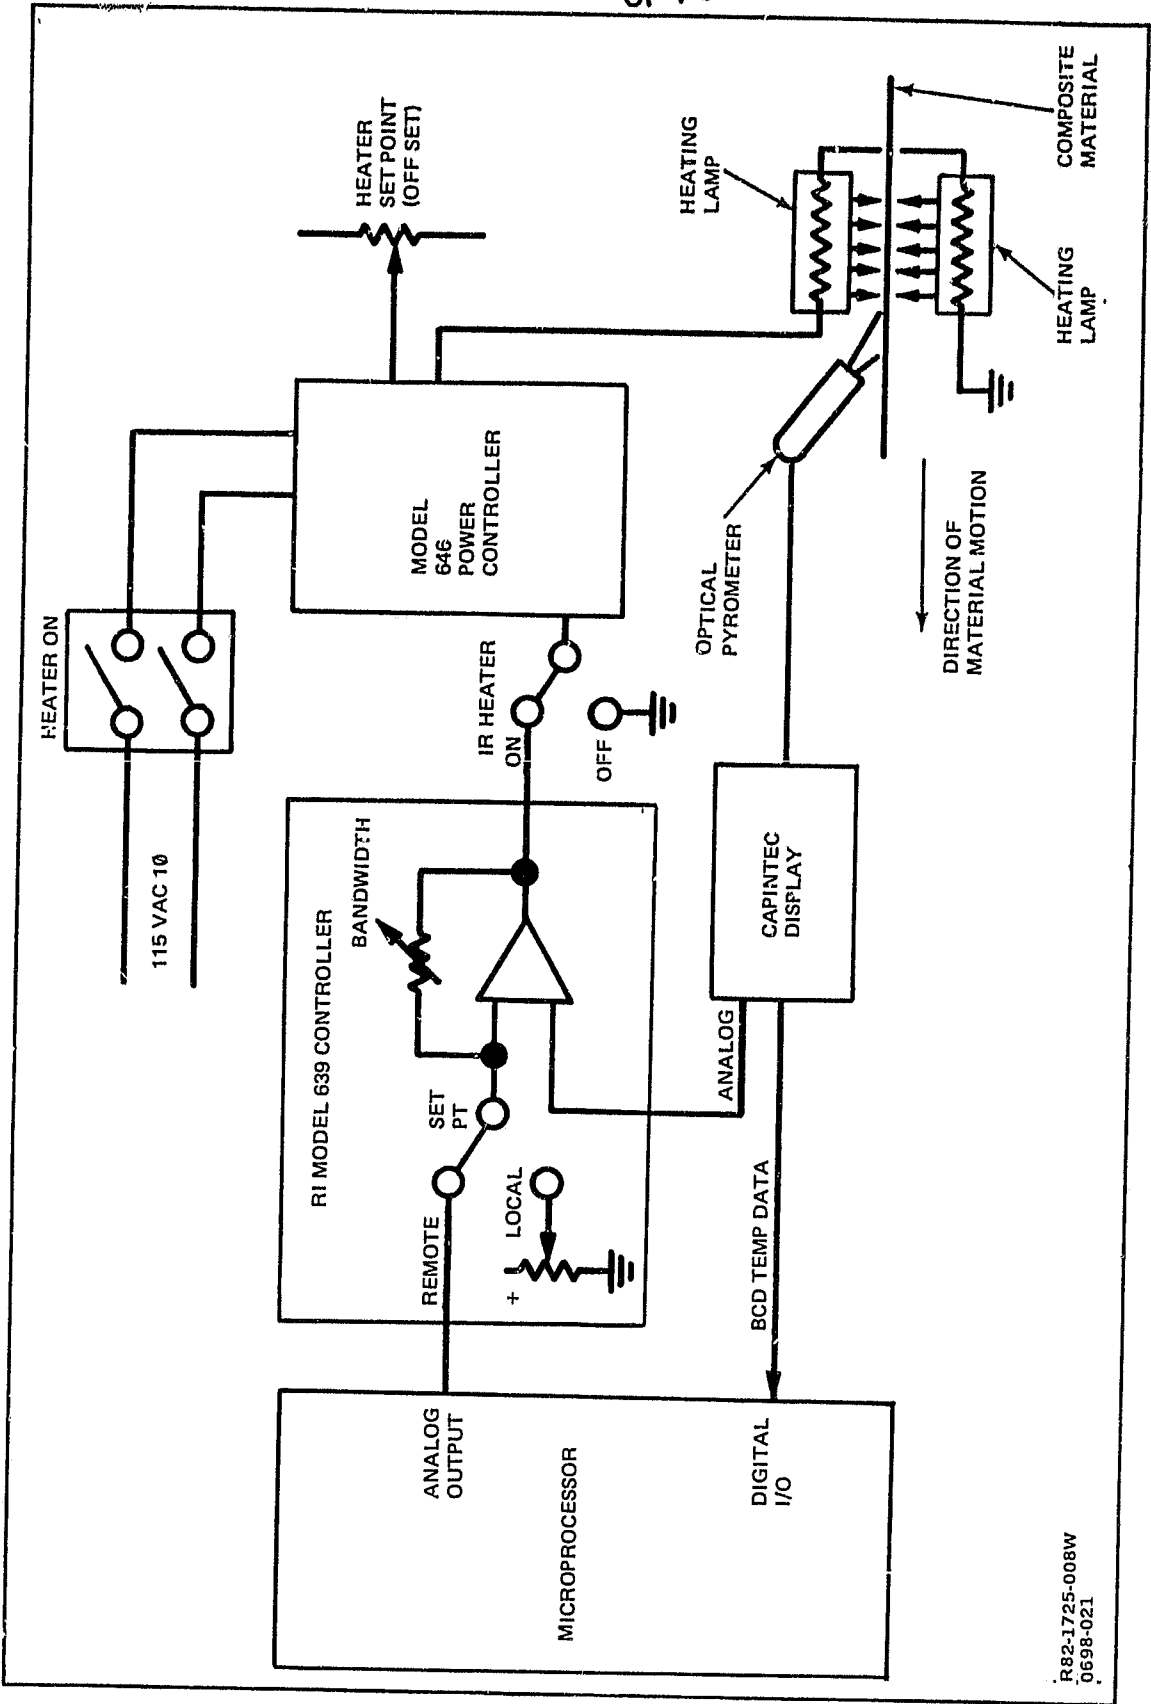 HEATER ON
115 VAC 1Ø
HEATER
SET POINT
(OFF SET)
MODEL
646
POWER
CONTROLLER
HEATING
LAMP
COMPOSITE
MATERIAL
HEATING
LAMP
OPTICAL
PYROMETER
DIRECTION OF
MATERIAL MOTION
IR HEATER
ON
OFF
RI MODEL 639 CONTROLLER
BANDWIDTH
SET
PT
REMOTE
LOCAL
+
CAPINTEC
DISPLAY
ANALOG
BCD TEMP DATA
ANALOG
OUTPUT
MICROPROCESSOR
DIGITAL
I/O
R82-1725-008W
0698-021